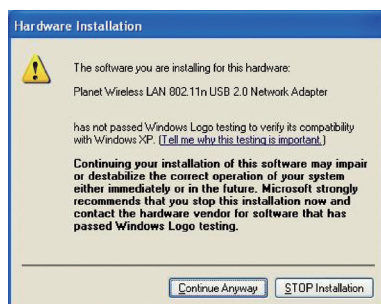 Hardware Installation
The software you are installing for this hardware:
Planet Wireless LAN 802.11n USB 2.0 Network Adapter
has not passed Windows Logo testing to verify its compatibility
with Windows XP. (Tell me why this testing is important.)
Continuing your installation of this software may impair
or destabilize the correct operation of your system
either immediately or in the future. Microsoft strongly
recommends that you stop this installation now and
contact the hardware vendor for software that has
passed Windows Logo testing.
Continue Anyway
STOP Installation